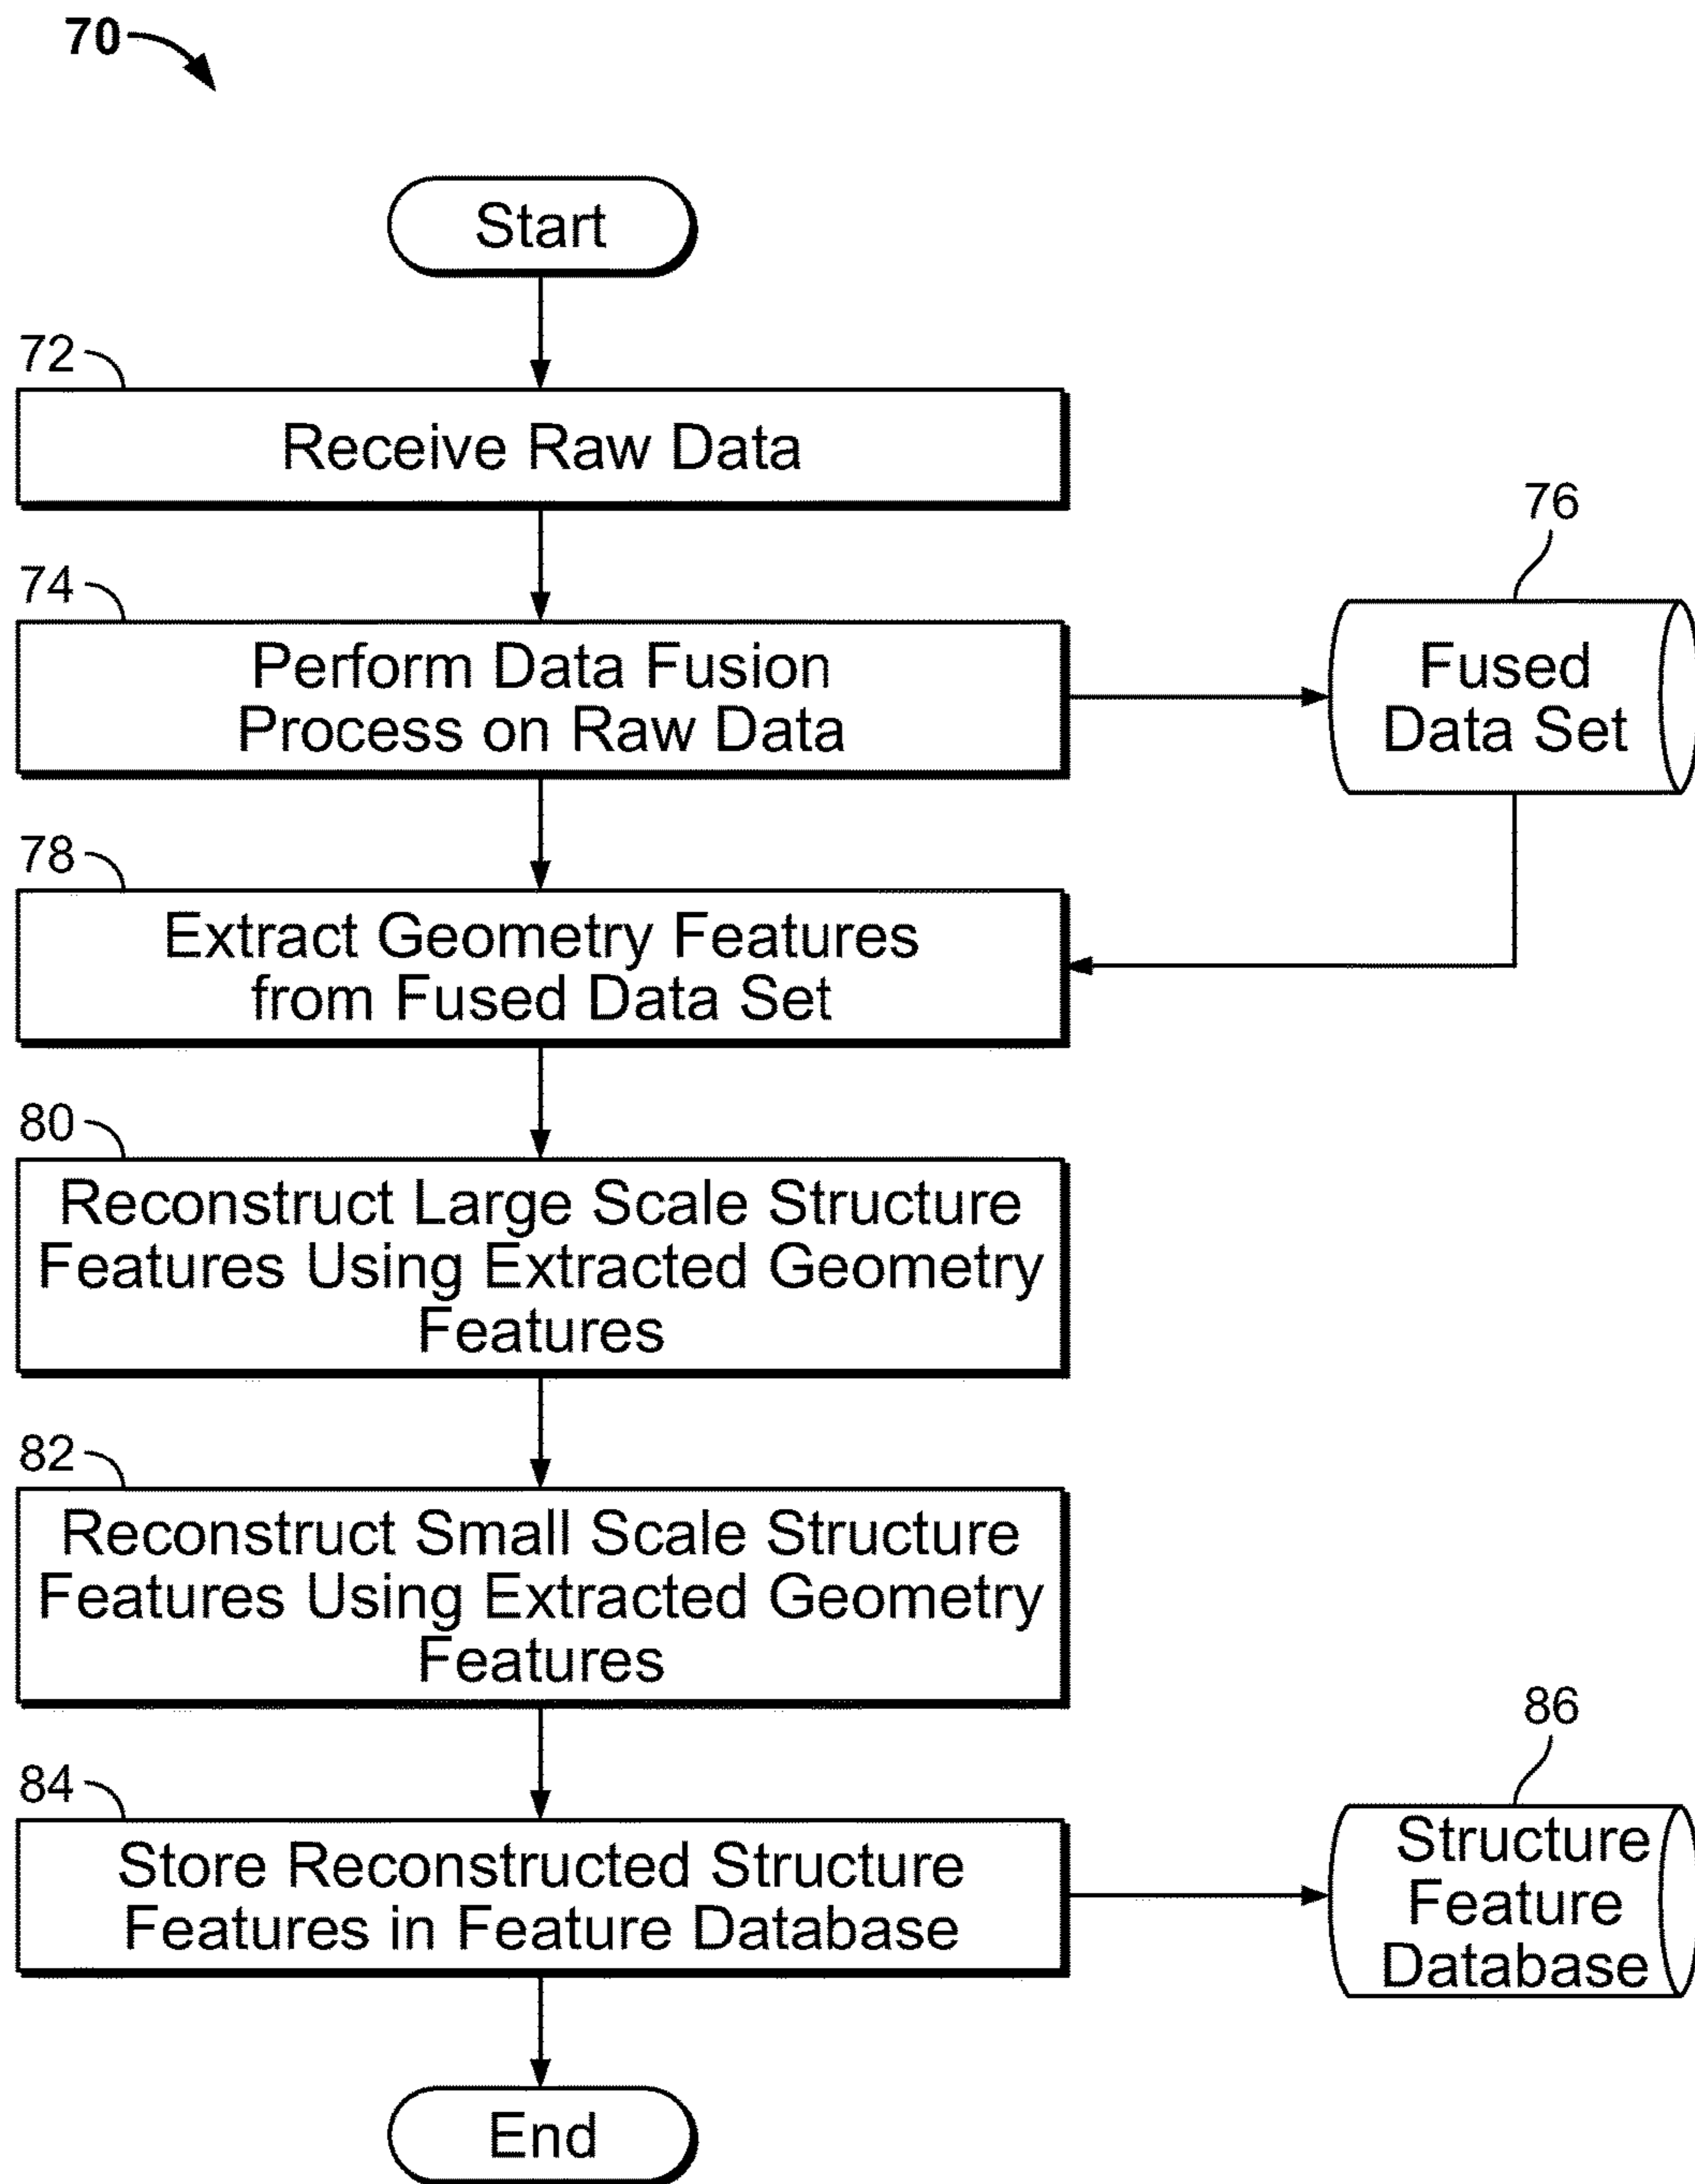 70
Start
72
Receive Raw Data
74
Perform Data Fusion
Process on Raw Data
76
Fused
Data Set
78
Extract Geometry Features
from Fused Data Set
80
Reconstruct Large Scale Structure
Features Using Extracted Geometry
Features
82
Reconstruct Small Scale Structure
Features Using Extracted Geometry
Features
84
Store Reconstructed Structure
Features in Feature Database
86
Structure
Feature
Database
End